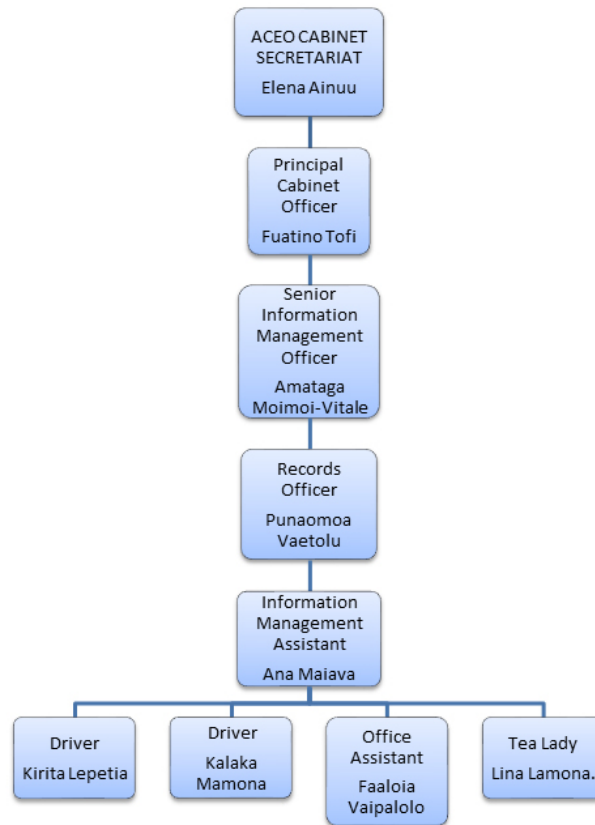 ACEO CABINET
SECRETARIAT
Elena Ainuu
Principal
Cabinet
Officer
Fuatino Tofi
Senior
Information
Management
Officer
Amataga
Moimoi-Vitale
Records
Officer
Punaomoa
Vaetolu
Information
Management
Assistant
Ana Maiava
Driver
Kirita Lepetia
Driver
Kalaka
Mamona
Office
Assistant
Faaloia
Vaipalolo
Tea Lady
Lina Lamona.